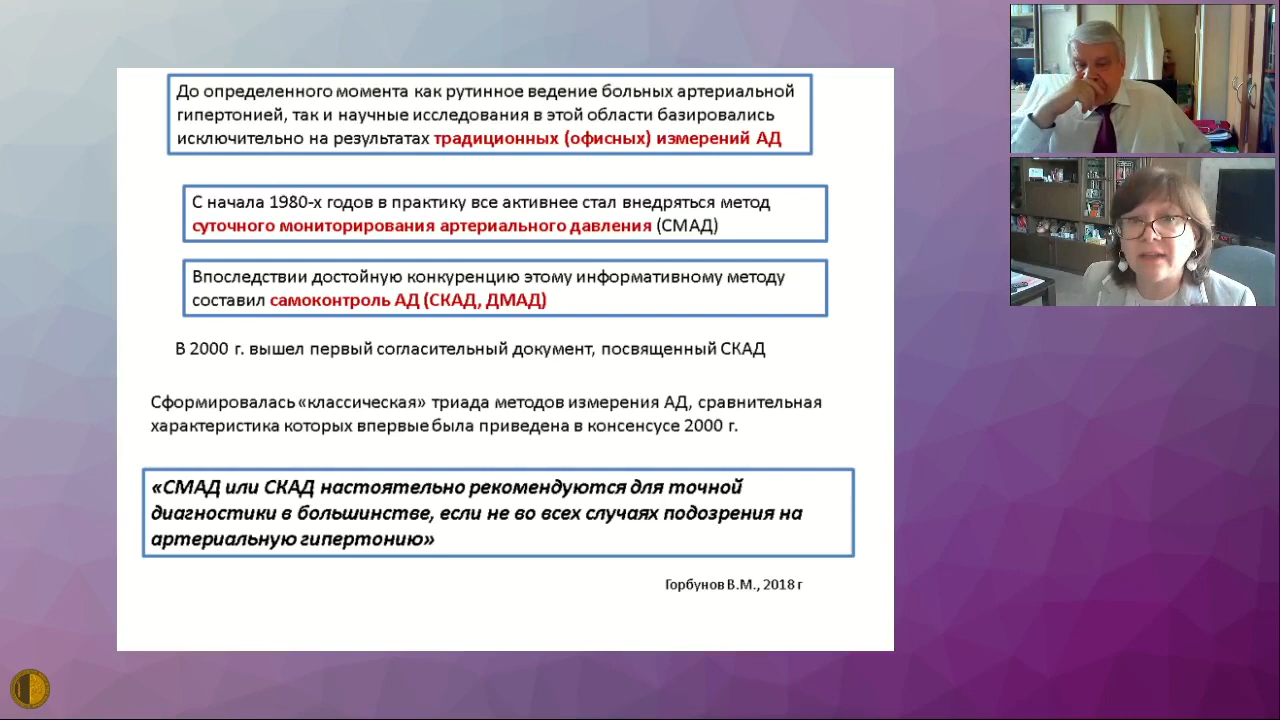 До определенного момента как рутинное ведение больных артериальной
гипертонией, так и научные исследования в этой области базировались
исключительно на результатах традиционных (офисных) измерений АД
С начала 1980-х годов в практику все активнее стал внедряться метод
суточного мониторирования артериального давления (СМАД)
Впоследствии достойную конкуренцию этому информативному методу
составил самоконтроль АД (СКАД, ДМАД)
В 2000 г. вышел первый согласительный документ, посвященный СКАД
Сформировалась «классическая» триада методов измерения АД, сравнительная
характеристика которых впервые была приведена в консенсусе 2000 г.
«СМАД или СКАД настоятельно рекомендуются для точной
диагностики в большинстве, если не во всех случаях подозрения на
артериальную гипертонию»
Горбунов В.М., 2018 г